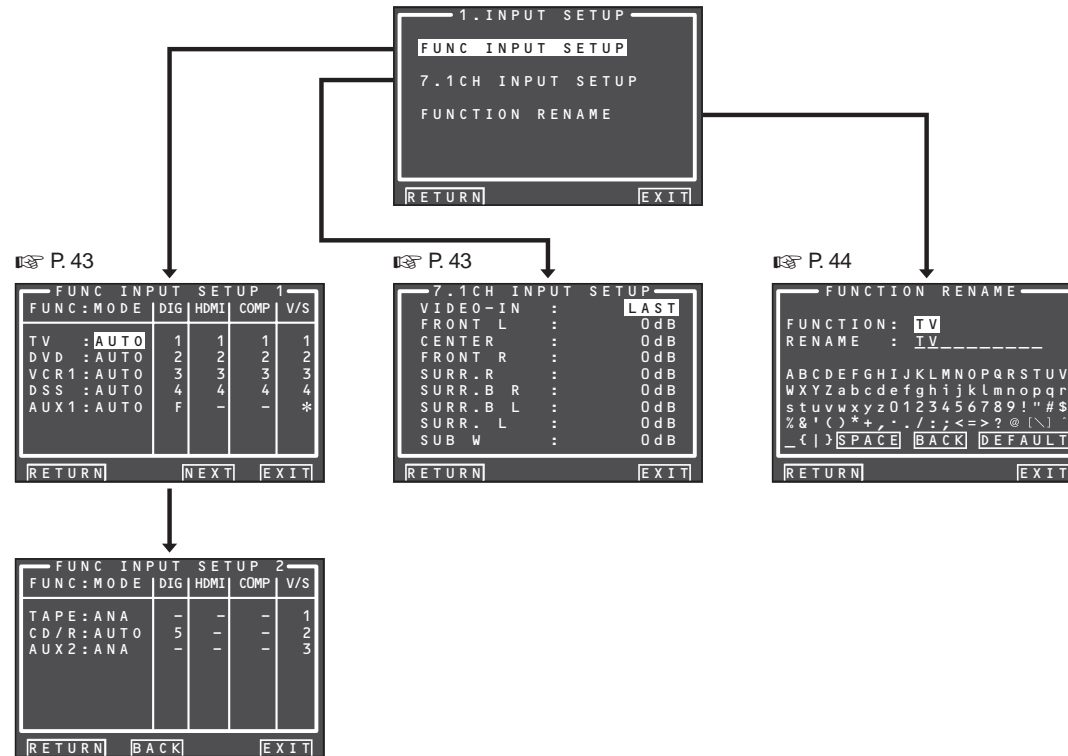 1.INPUT SETUP
FUNC INPUT SETUP
7.1CH INPUT SETUP
FUNCTION RENAME
RETURN EXIT
☞ P. 43
FUNC INPUT SETUP 1
FUNC:MODE DIG HDMI COMP V/S
TV :AUTO 1 1 1 1
DVD :AUTO 2 2 2 2
VCR1:AUTO 3 3 3 3
DSS :AUTO 4 4 4 4
AUX1:AUTO F – – *
RETURN NEXT EXIT
☞ P. 43
7.1CH INPUT SETUP
VIDEO-IN : LAST
FRONT L : 0dB
CENTER : 0dB
FRONT R : 0dB
SURR.R : 0dB
SURR.B R : 0dB
SURR.B L : 0dB
SURR. L : 0dB
SUB W : 0dB
RETURN EXIT
☞ P. 44
FUNCTION RENAME
FUNCTION: TV
RENAME : TV_________
ABCDEFGHIJKLMNOPQRSTUV
WXYZabcdefghijklmnopqr
stuvwxyz0123456789!"#$
%&'()*+,-./:;<=>?@[\]^
_{|}SPACE BACK DEFAULT
RETURN EXIT
FUNC INPUT SETUP 2
FUNC:MODE DIG HDMI COMP V/S
TAPE:ANA – – – 1
CD/R:AUTO 5 – – 2
AUX2:ANA – – – 3
RETURN BACK EXIT